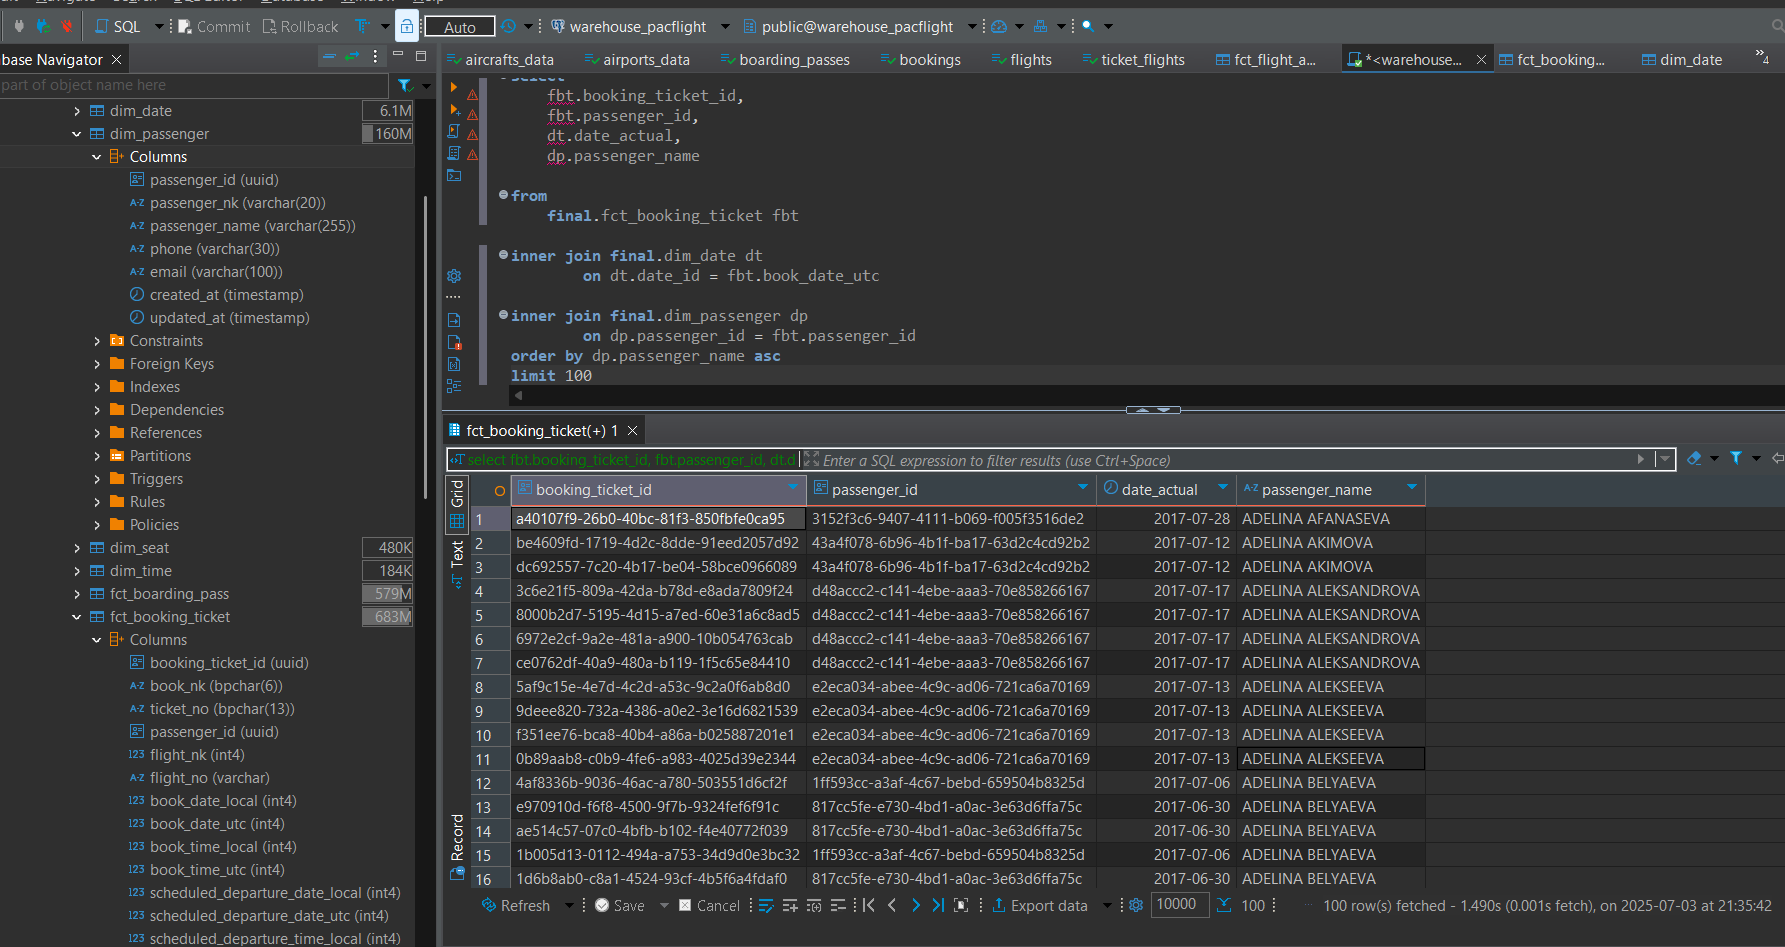 SQL Commit Rollback Auto warehouse_pacflight public@warehouse_pacflight
Navigator
aircrafts_data airports_data boarding_passes bookings flights ticket_flights fct_flight_a... *<warehouse... fct_booking... dim_date 4
part of object name here
dim_date 6.1M
dim_passenger 160M
Columns
passenger_id (uuid)
passenger_nk (varchar(20))
passenger_name (varchar(255))
phone (varchar(30))
email (varchar(100))
created_at (timestamp)
updated_at (timestamp)
Constraints
Foreign Keys
Indexes
Dependencies
References
Partitions
Triggers
Rules
Policies
dim_seat 480K
dim_time 184K
fct_boarding_pass 579M
fct_booking_ticket 683M
Columns
booking_ticket_id (uuid)
book_nk (bpchar(6))
ticket_no (bpchar(13))
passenger_id (uuid)
flight_nk (int4)
flight_no (varchar)
book_date_local (int4)
book_date_utc (int4)
book_time_local (int4)
book_time_utc (int4)
scheduled_departure_date_local (int4)
scheduled_departure_date_utc (int4)
scheduled_departure_time_local (int4)
select
fbt.booking_ticket_id,
fbt.passenger_id,
dt.date_actual,
dp.passenger_name
from
final.fct_booking_ticket fbt
inner join final.dim_date dt
on dt.date_id = fbt.book_date_utc
inner join final.dim_passenger dp
on dp.passenger_id = fbt.passenger_id
order by dp.passenger_name asc
limit 100
fct_booking_ticket(+) 1
select fbt.booking_ticket_id, fbt.passenger_id, dt.d Enter a SQL expression to filter results (use Ctrl+Space)
Grid
Text
Record
booking_ticket_id passenger_id date_actual A-Z passenger_name
1 a40107f9-26b0-40bc-81f3-850fbfe0ca95 3152f3c6-9407-4111-b069-f005f3516de2 2017-07-28 ADELINA AFANASEVA
2 be4609fd-1719-4d2c-8dde-91eed2057d92 43a4f078-6b96-4b1f-ba17-63d2c4cd92b2 2017-07-12 ADELINA AKIMOVA
3 dc692557-7c20-4b17-be04-58bce0966089 43a4f078-6b96-4b1f-ba17-63d2c4cd92b2 2017-07-12 ADELINA AKIMOVA
4 3c6e21f5-809a-42da-b78d-e8ada7809f24 d48accc2-c141-4ebe-aaa3-70e858266167 2017-07-17 ADELINA ALEKSANDROVA
5 8000b2d7-5195-4d15-a7ed-60e31a6c8ad5 d48accc2-c141-4ebe-aaa3-70e858266167 2017-07-17 ADELINA ALEKSANDROVA
6 6972e2cf-9a2e-481a-a900-10b054763cab d48accc2-c141-4ebe-aaa3-70e858266167 2017-07-17 ADELINA ALEKSANDROVA
7 ce0762df-40a9-480a-b119-1f5c65e84410 d48accc2-c141-4ebe-aaa3-70e858266167 2017-07-17 ADELINA ALEKSANDROVA
8 5af9c15e-4e7d-4c2d-a53c-9c2a0f6ab8d0 e2eca034-abee-4c9c-ad06-721ca6a70169 2017-07-13 ADELINA ALEKSEEVA
9 9deee820-732a-4386-a0e2-3e16d6821539 e2eca034-abee-4c9c-ad06-721ca6a70169 2017-07-13 ADELINA ALEKSEEVA
10 f351ee76-bca8-40b4-a86a-b025887201e1 e2eca034-abee-4c9c-ad06-721ca6a70169 2017-07-13 ADELINA ALEKSEEVA
11 0b89aab8-c0b9-4fe6-a983-4025d39e2344 e2eca034-abee-4c9c-ad06-721ca6a70169 2017-07-13 ADELINA ALEKSEEVA
12 4af8336b-9036-46ac-a780-503551d6cf2f 1ff593cc-a3af-4c67-bebd-659504b8325d 2017-07-06 ADELINA BELYAEVA
13 e970910d-f6f8-4500-9f7b-9324fef6f91c 817cc5fe-e730-4bd1-a0ac-3e63d6ffa75c 2017-06-30 ADELINA BELYAEVA
14 ae514c57-07c0-4bfb-b102-f4e40772f039 817cc5fe-e730-4bd1-a0ac-3e63d6ffa75c 2017-06-30 ADELINA BELYAEVA
15 1b005d13-0112-494a-a753-34d9d0e3bc32 1ff593cc-a3af-4c67-bebd-659504b8325d 2017-07-06 ADELINA BELYAEVA
16 1d6b8ab0-c8a1-4524-93cf-4b5f6a4fdaf0 817cc5fe-e730-4bd1-a0ac-3e63d6ffa75c 2017-06-30 ADELINA BELYAEVA
Refresh Save Cancel Export data 10000 100 100 row(s) fetched - 1.490s (0.001s fetch), on 2025-07-03 at 21:35:42